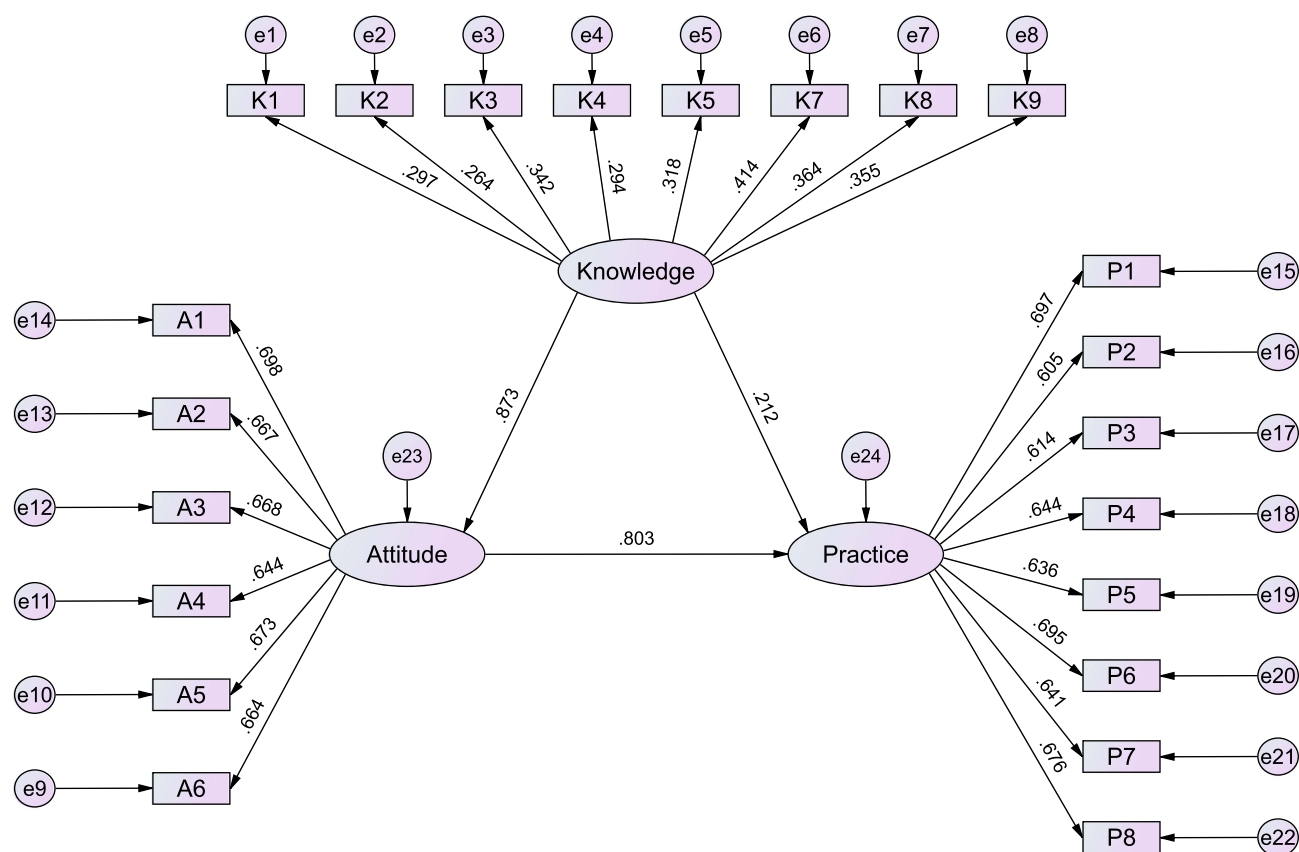 e1 e2 e3 e4 e5 e6 e7 e8
K1 K2 K3 K4 K5 K7 K8 K9
.297 .264 .342 .294 .318 .414 .364 .355
Knowledge
e14 A1
.698
e13 A2
.667
e12 A3
.668
e11 A4
.644
e10 A5
.673
e9 A6
.664
.873
.212
e23
Attitude
.803
e24
Practice
.697
P1 e15
.605
P2 e16
.614
P3 e17
.644
P4 e18
.636
P5 e19
.695
P6 e20
.641
P7 e21
.676
P8 e22